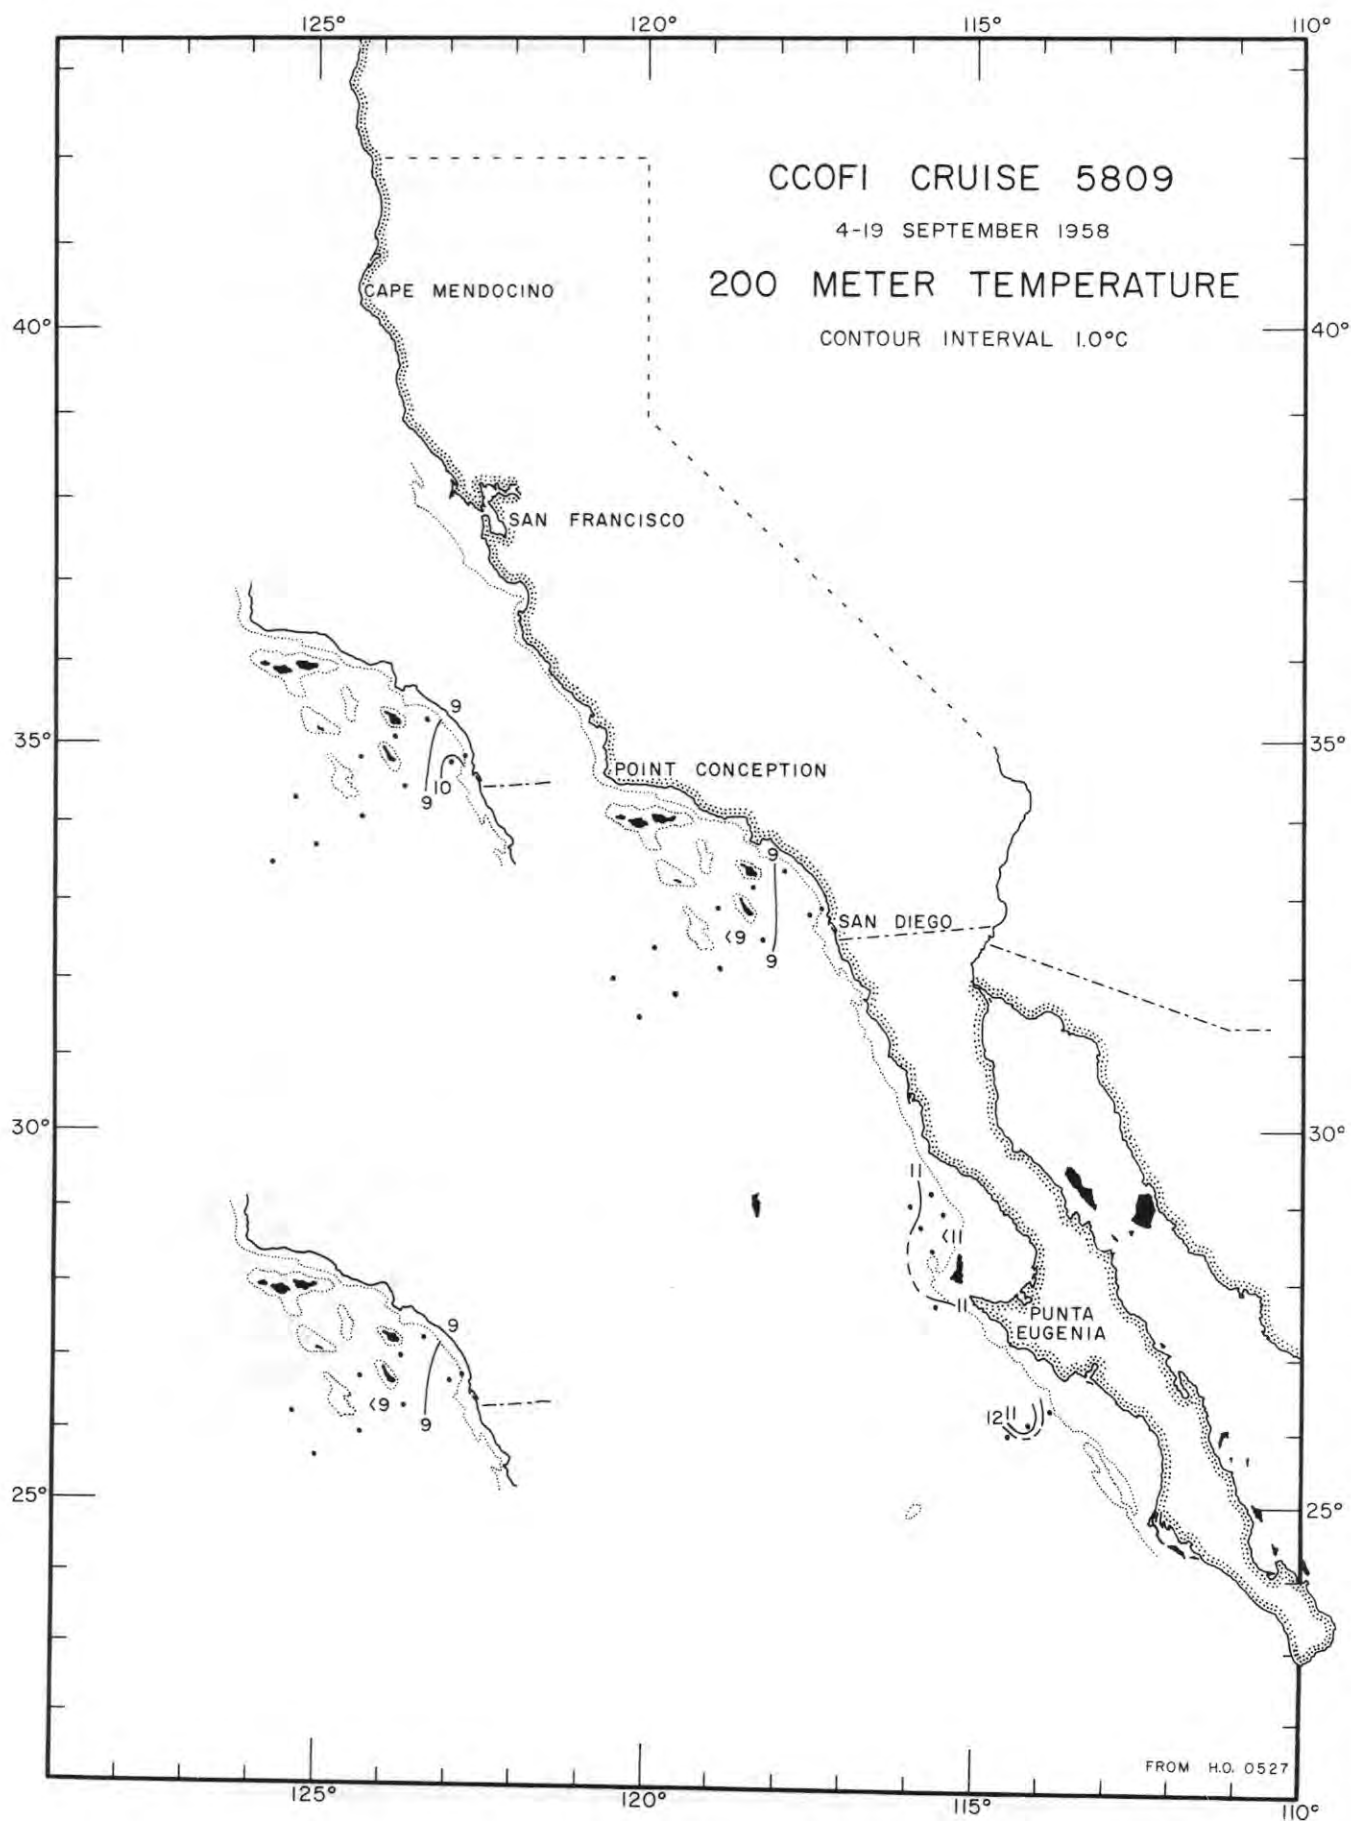 125° 120° 115° 110°
CCOFI CRUISE 5809
4-19 SEPTEMBER 1958
200 METER TEMPERATURE
CONTOUR INTERVAL 1.0°C
CAPE MENDOCINO
40° 40°
SAN FRANCISCO
9
35° 35°
POINT CONCEPTION
10
9
9
SAN DIEGO
<9
9
30° 30°
11
<11
11
PUNTA
EUGENIA
9
<9
9
12 11
25° 25°
FROM H.O. 0527
125° 120° 115° 110°